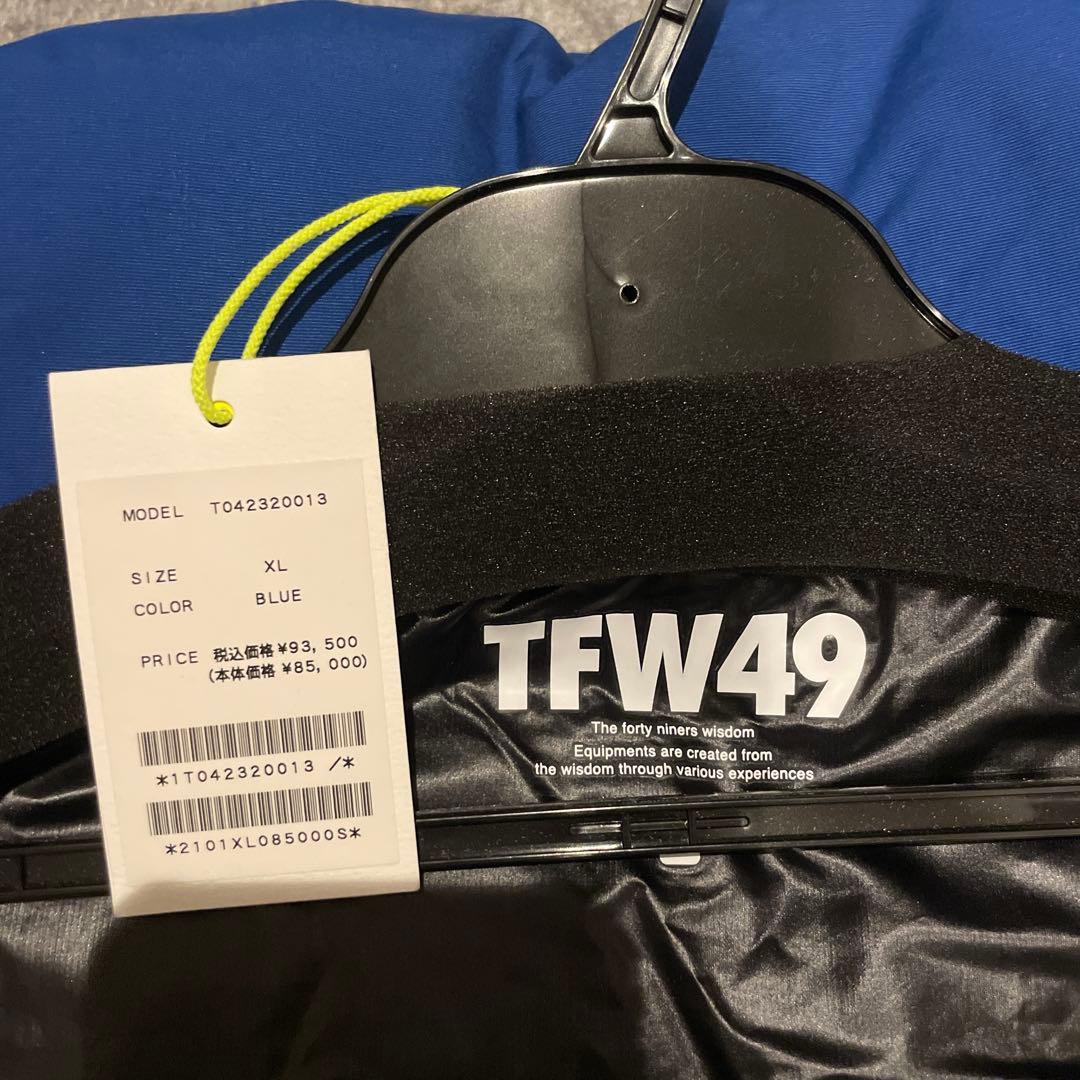 MODEL T042320013
SIZE XL
COLOR BLUE
PRICE 税込価格 ¥93,500
(本体価格 ¥85,000)
*1T042320013 /*
*2101XL085000S*
TFW49
The forty niners wisdom
Equipments are created from
the wisdom through various experiences